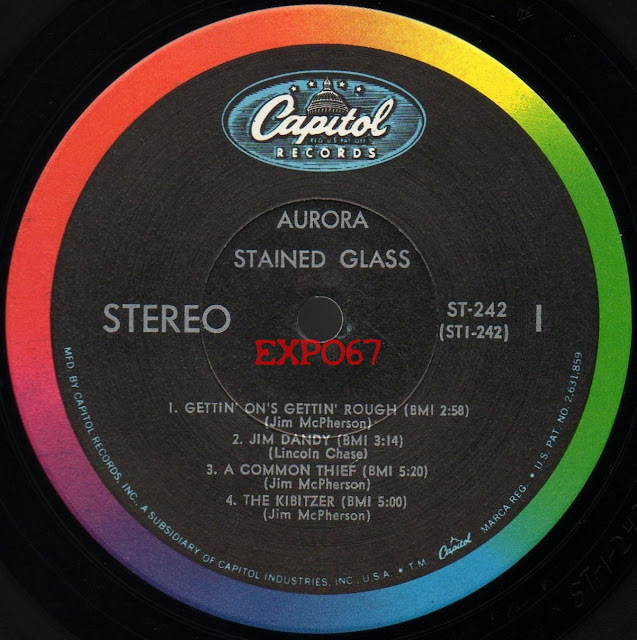 Capitol
REG. U.S. PAT. OFF.
RECORDS
AURORA
STAINED GLASS
STEREO
ST-242
(ST1-242)
1
EXPO67
1. GETTIN' ON'S GETTIN' ROUGH (BMI 2:58)
(Jim McPherson)
2. JIM DANDY (BMI 3:14)
(Lincoln Chase)
3. A COMMON THIEF (BMI 5:20)
(Jim McPherson)
4. THE KIBITZER (BMI 5:00)
(Jim McPherson)
MFD. BY CAPITOL RECORDS, INC., A SUBSIDIARY OF CAPITOL INDUSTRIES, INC., U.S.A. • T.M. Capitol MARCA REG. • U.S. PAT. NO. 2,631,859